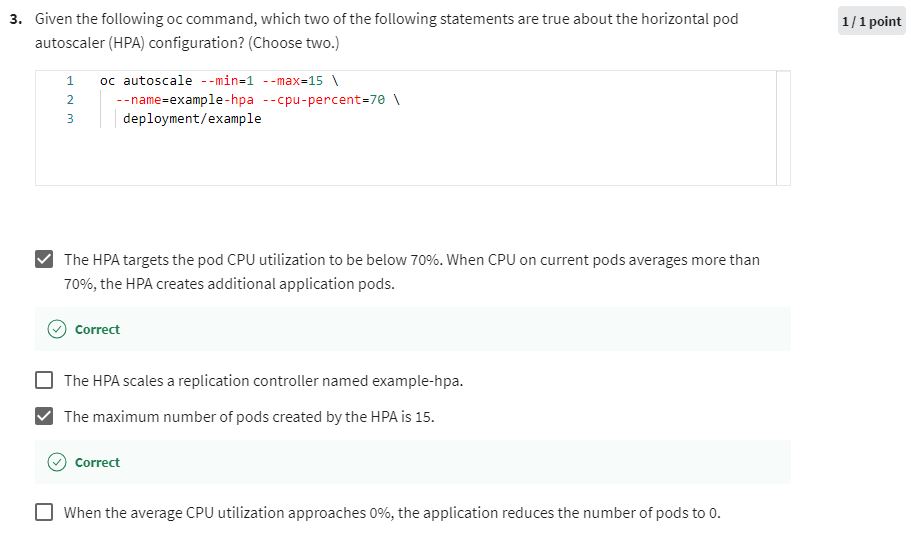 3. Given the following oc command, which two of the following statements are true about the horizontal pod
1 / 1 point
autoscaler (HPA) configuration? (Choose two.)
1 oc autoscale --min=1 --max=15 \
2 --name=example-hpa --cpu-percent=70 \
3 deployment/example
The HPA targets the pod CPU utilization to be below 70%. When CPU on current pods averages more than
70%, the HPA creates additional application pods.
Correct
The HPA scales a replication controller named example-hpa.
The maximum number of pods created by the HPA is 15.
Correct
When the average CPU utilization approaches 0%, the application reduces the number of pods to 0.